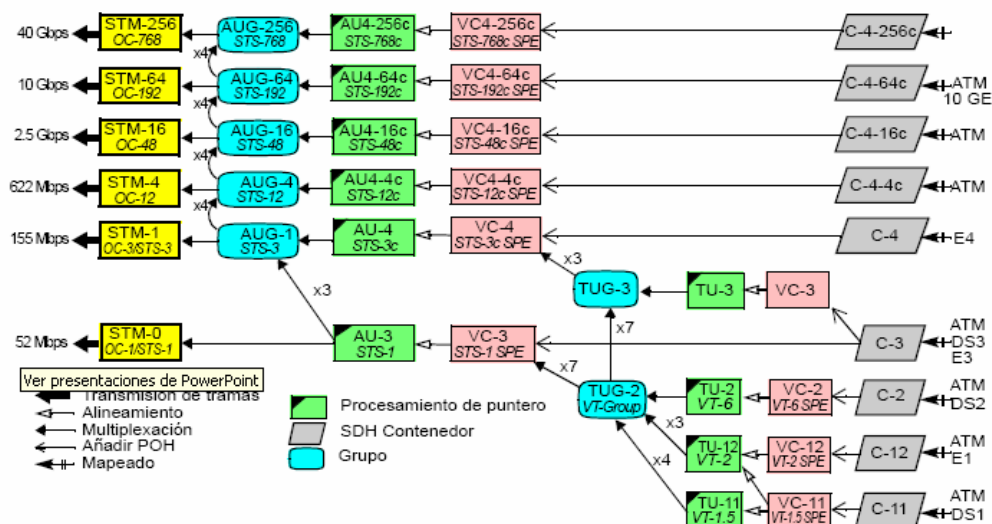 40 Gbps STM-256 AUG-256 AU4-256c VC4-256c C-4-256c
OC-768 STS-768 STS-768c STS-768c SPE
x4
10 Gbps STM-64 AUG-64 AU4-64c VC4-64c C-4-64c ATM
OC-192 STS-192 STS-192c STS-192c SPE 10 GE
x4
2.5 Gbps STM-16 AUG-16 AU4-16c VC4-16c C-4-16c ATM
OC-48 STS-48 STS-48c STS-48c SPE
x4
622 Mbps STM-4 AUG-4 AU4-4c VC4-4c C-4-4c ATM
OC-12 STS-12 STS-12c STS-12c SPE
x4
155 Mbps STM-1 AUG-1 AU-4 VC-4 C-4 E4
OC-3/STS-3 STS-3 STS-3c STS-3c SPE
x3
x3
TUG-3 TU-3 VC-3
x7
52 Mbps STM-0 AU-3 VC-3 C-3 ATM
OC-1/STS-1 STS-1 STS-1 SPE DS3
E3
x7
Ver presentaciones de PowerPoint
TUG-2 TU-2 VC-2 C-2 ATM
VT-Group VT-6 VT-6 SPE DS2
x3
x4
TU-12 VC-12 C-12 ATM
VT-2 VT-2 SPE E1
TU-11 VC-11 C-11 ATM
VT-1.5 VT-1.5 SPE DS1
Transmisión de tramas
Alineamiento
Multiplexación
Añadir POH
Mapeado
Procesamiento de puntero
SDH Contenedor
Grupo